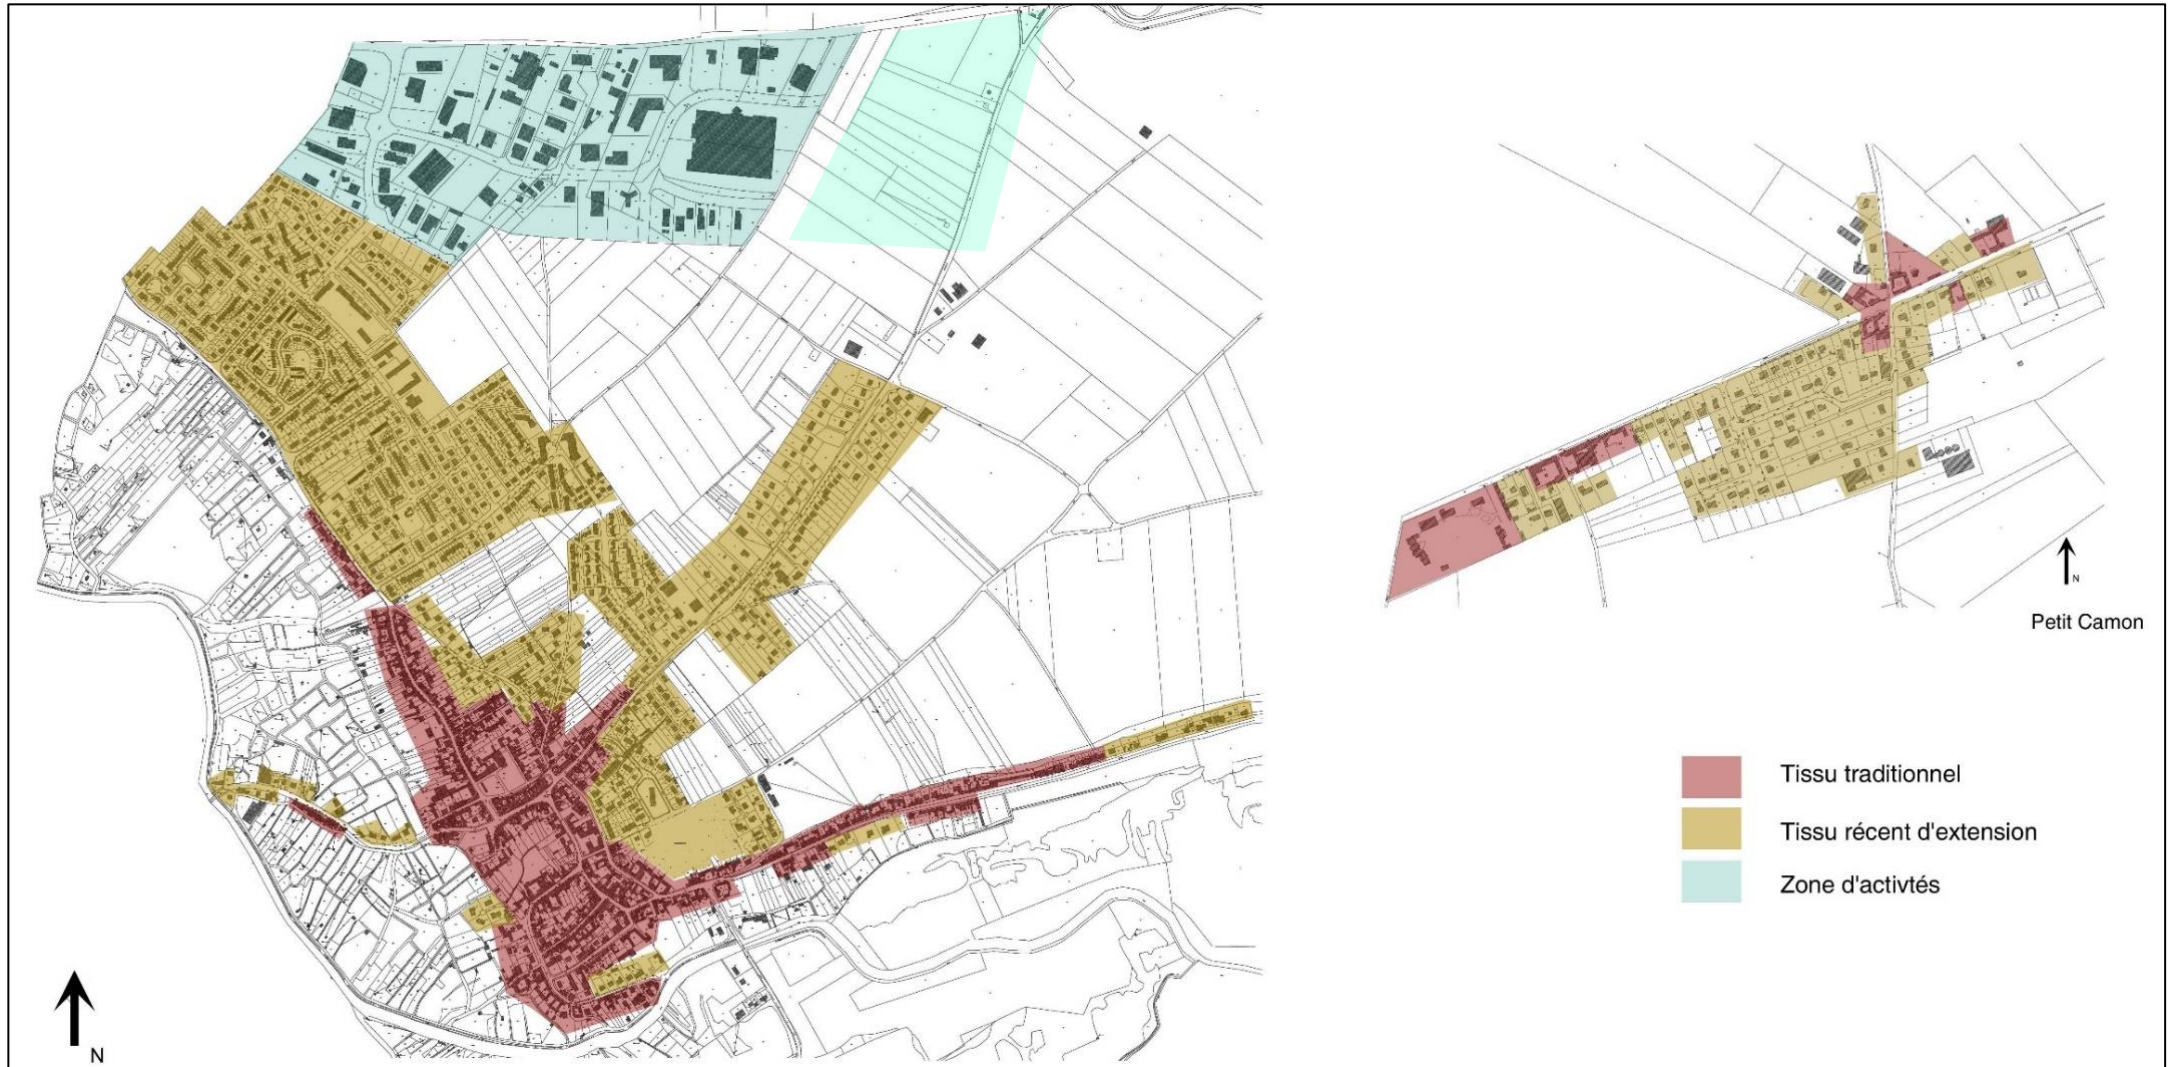 N
Petit Camon
Tissu traditionnel
Tissu récent d'extension
Zone d'activtés
N